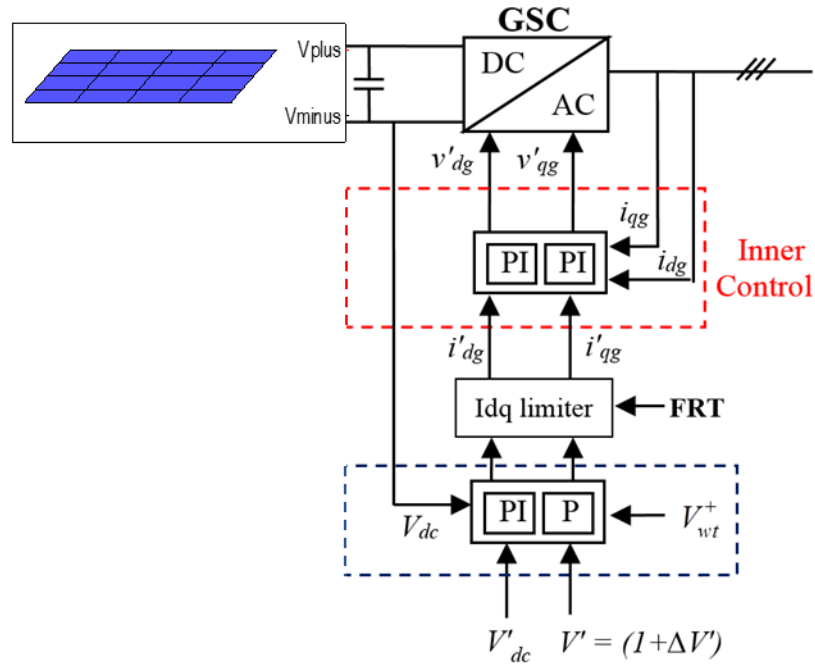 GSC
Vplus
DC
AC
Vminus
v'dg
v'qg
iqg
PI
PI
idg
Inner
Control
i'dg
i'qg
Idq limiter
FRT
PI
P
Vdc
V+wt
V'dc
V' = (1+ΔV')